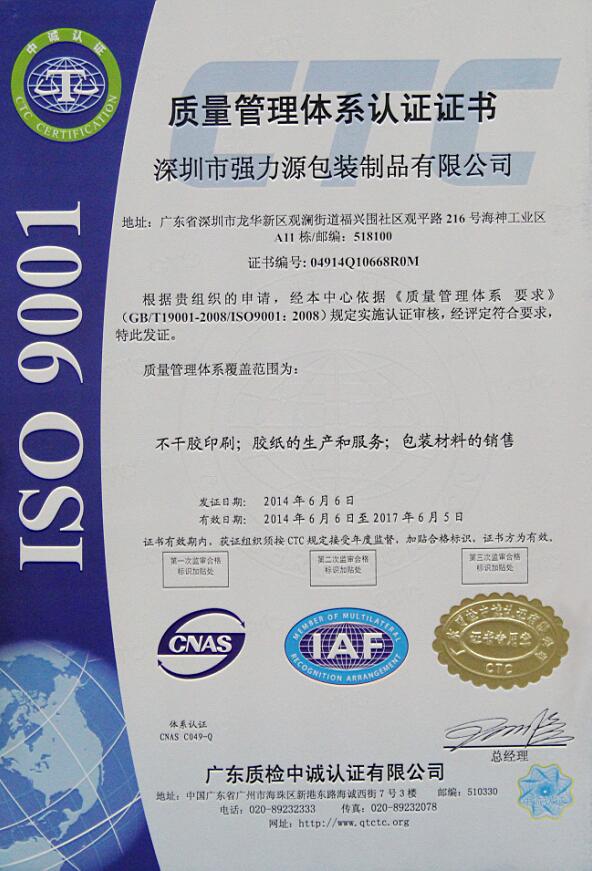 中诚认证
CTC CERTIFICATION
CTC
ISO 9001
质量管理体系认证证书
深圳市强力源包装制品有限公司
地址：广东省深圳市龙华新区观澜街道福兴围社区观平路 216 号海神工业区
A11 栋/邮编：518100
证书编号: 04914Q10668R0M
根据贵组织的申请，经本中心依据《质量管理体系 要求》
（GB/T19001-2008/ISO9001：2008）规定实施认证审核，经评定符合要求，
特此发证。
质量管理体系覆盖范围为：
不干胶印刷；胶纸的生产和服务；包装材料的销售
发证日期： 2014 年 6 月 6 日
有效日期： 2014 年 6 月 6 日至 2017 年 6 月 5 日
证书有效期内，获证组织须按 CTC 规定接受年度监督，加贴合格标识，证书方为有效。
第一次监审合格
标识加贴处
第二次监审合格
标识加贴处
第三次监审合格
标识加贴处
CNAS
MEMBER OF MULTILATERAL
IAF
RECOGNITION ARRANGEMENT
证书专用章
CTC
体系认证
CNAS C049-Q
总经理
广东质检中诚认证有限公司
地址：中国广东省广州市海珠区新港东路海诚西街 7 号 3 楼 邮编：510330
电话：020-89232333 传真：020-89232078
网址：http://www.qtctc.org